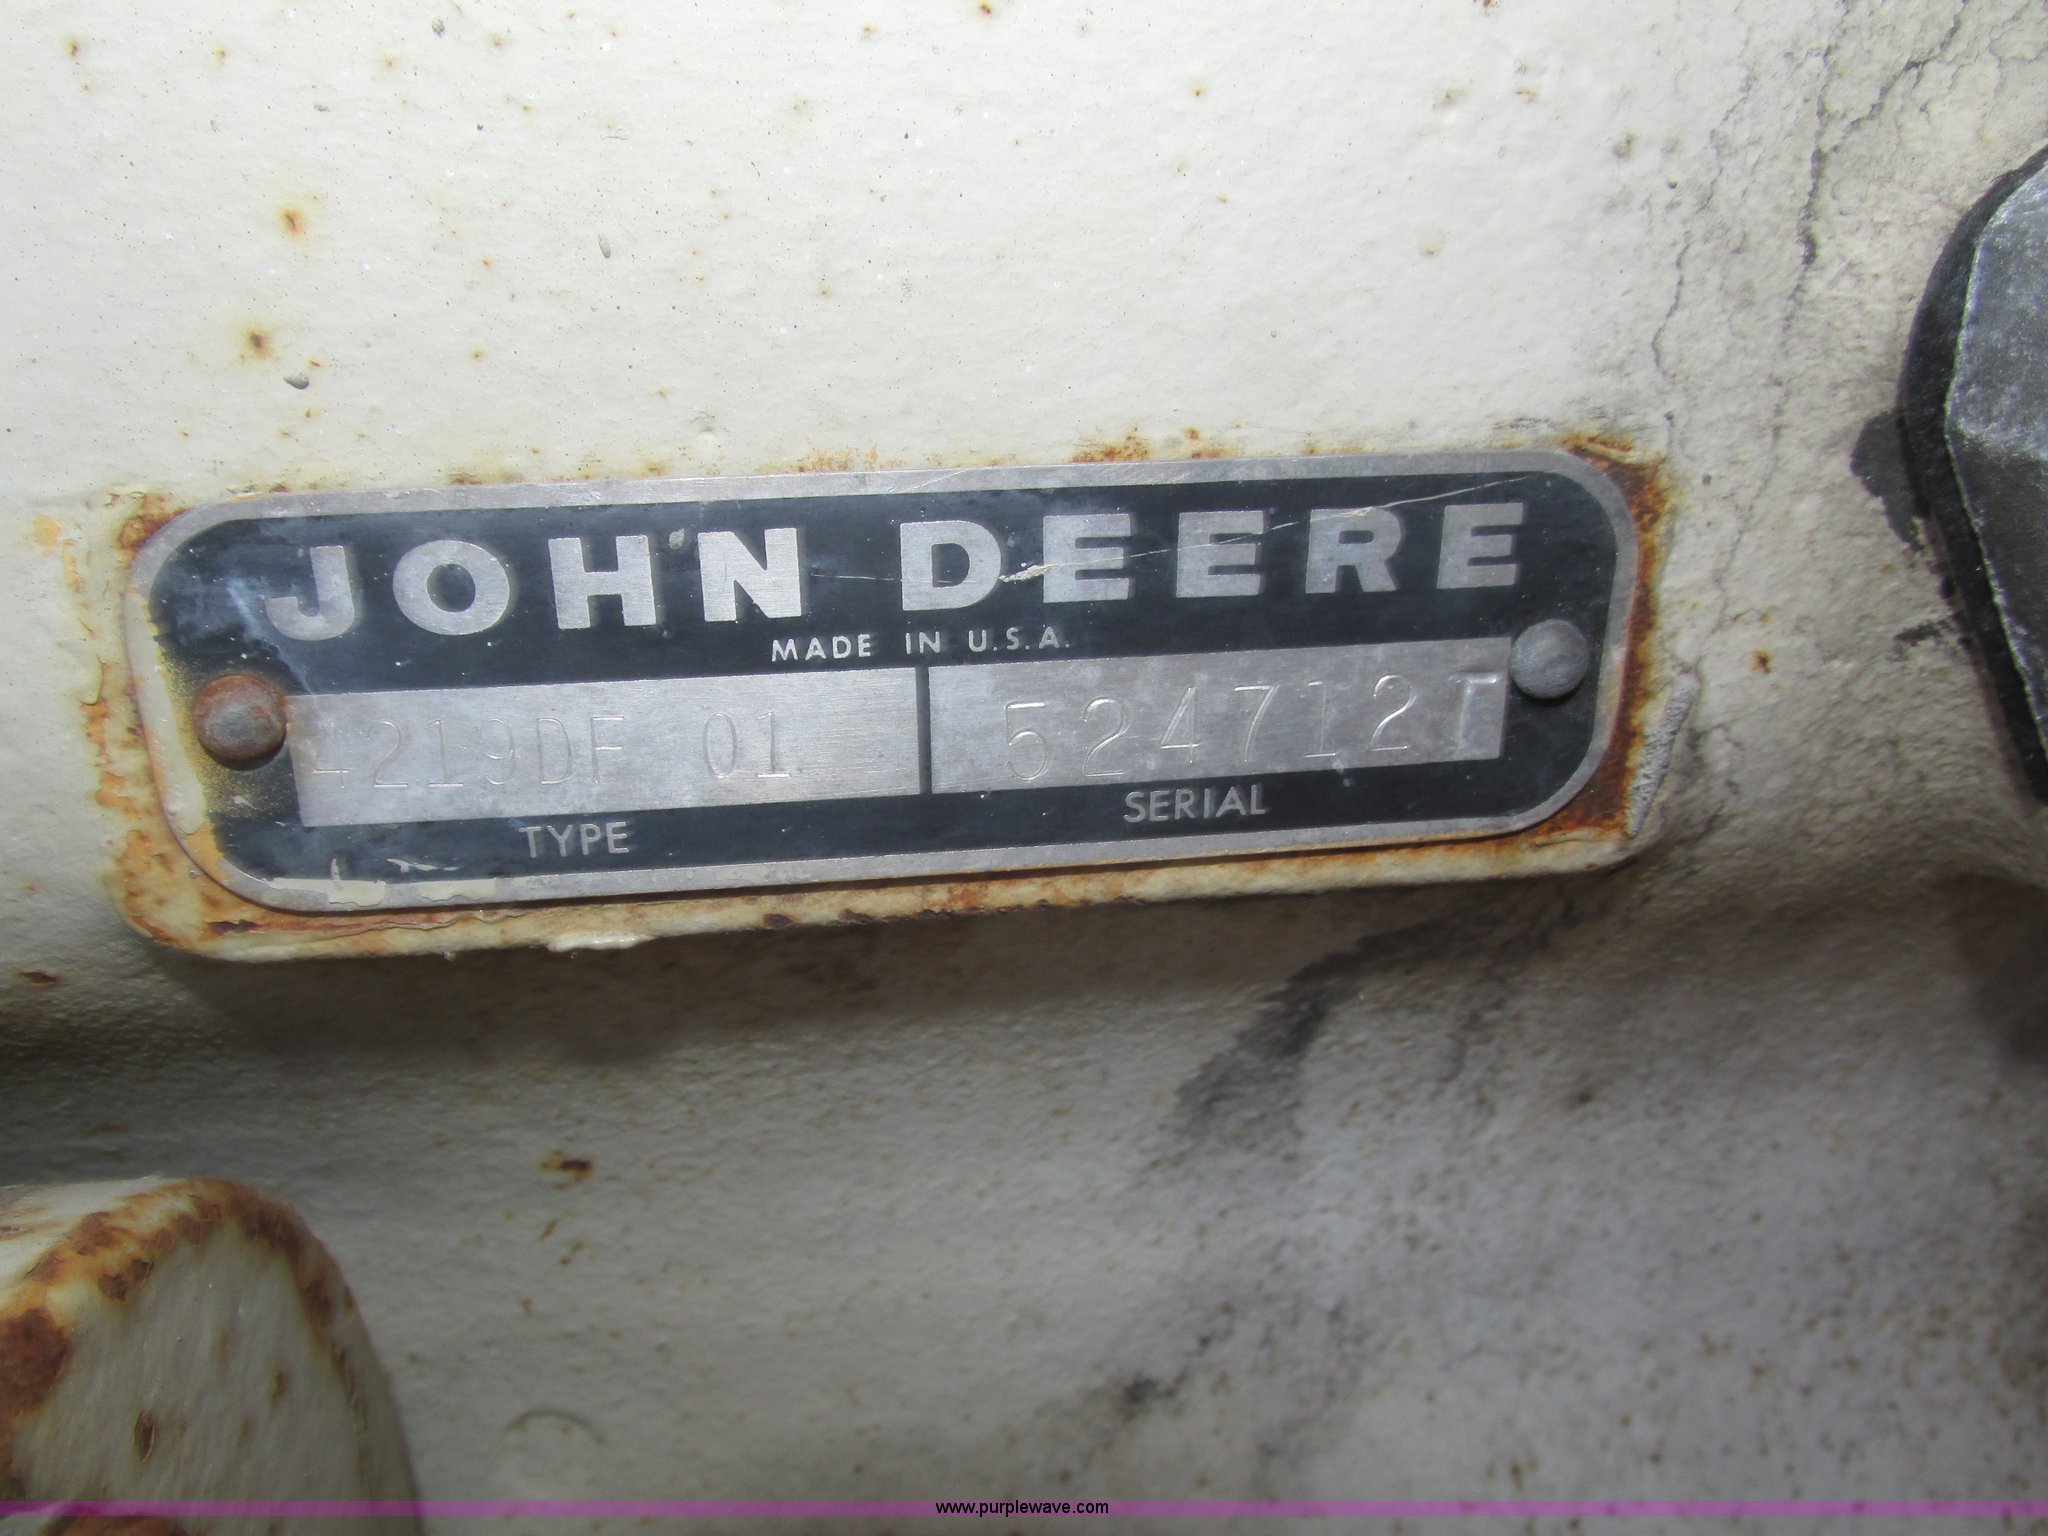 JOHN DEERE
MADE IN U.S.A.
4219DF 01 524712T
TYPE SERIAL
www.purplewave.com